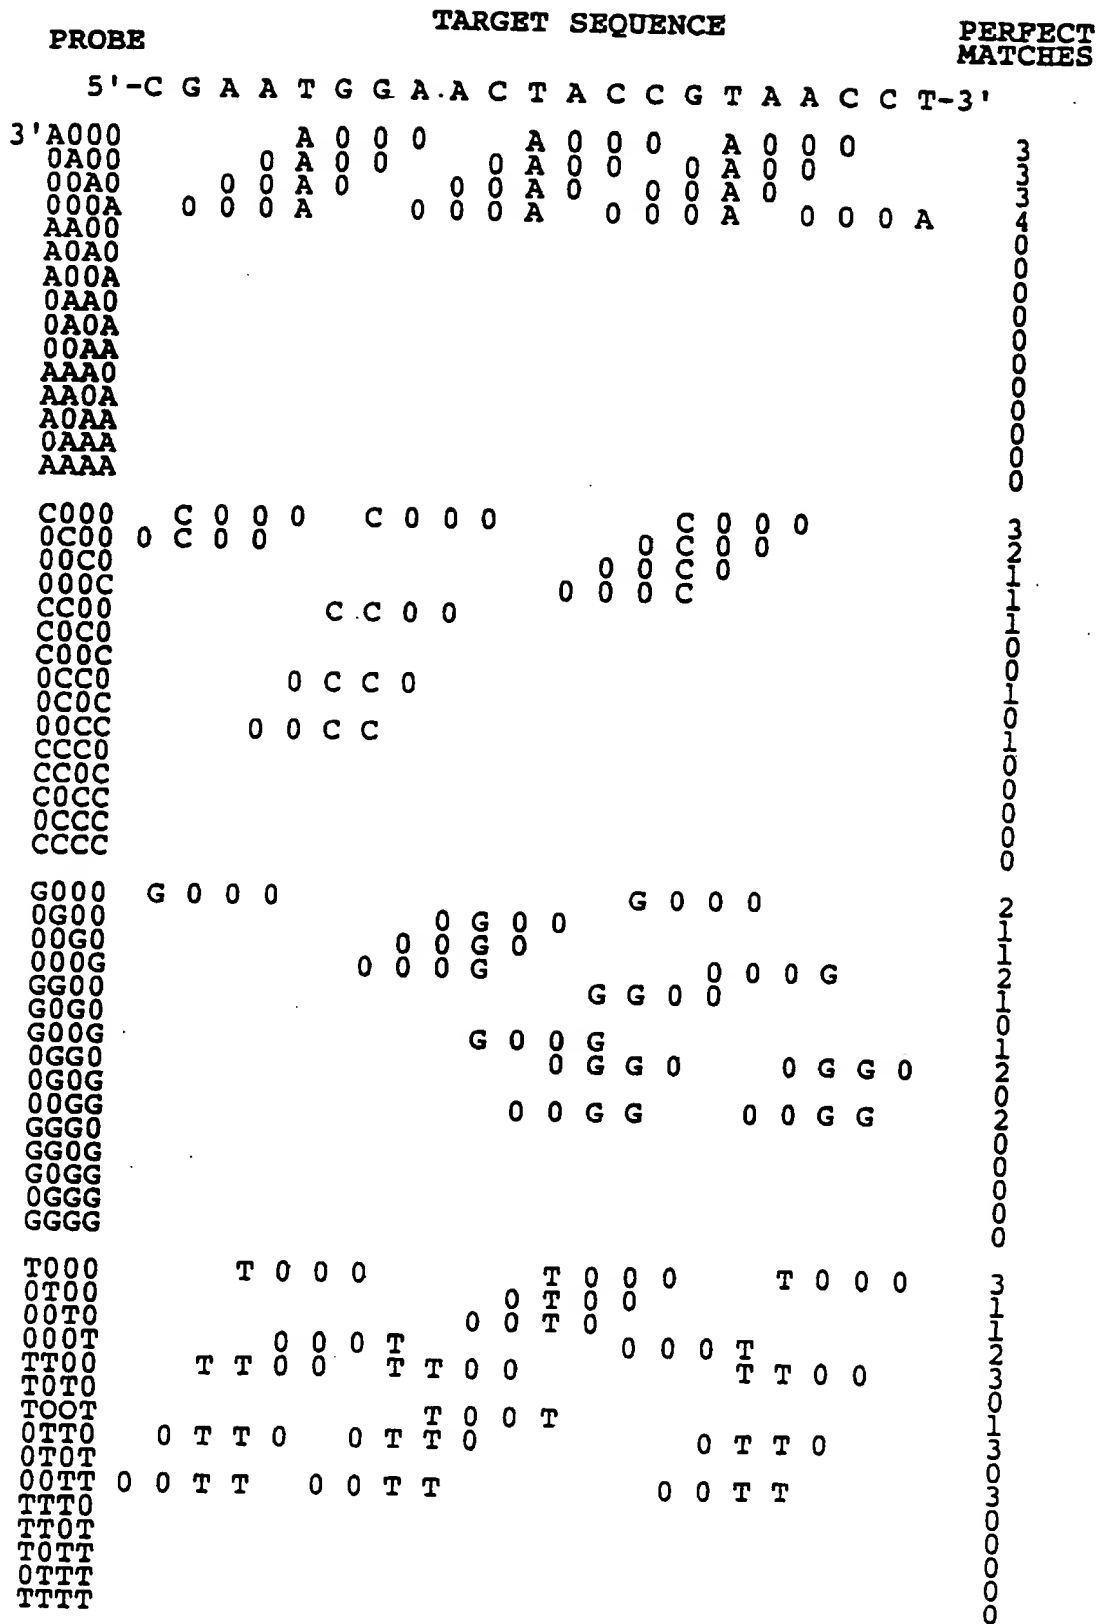 PROBE TARGET SEQUENCE PERFECT MATCHES
5'-C G A A T G G A A C T A C C G T A A C C T-3'
3'A000 A 0 0 0 A 0 0 0 A 0 0 0 3
0A00 0 A 0 0 0 A 0 0 0 A 0 0 3
00A0 0 0 A 0 0 0 A 0 0 0 A 0 3
000A 0 0 0 A 0 0 0 A 0 0 0 A 0 0 0 A 4
AA00 0
A0A0 0
A00A 0
0AA0 0
0A0A 0
00AA 0
AAA0 0
AA0A 0
A0AA 0
0AAA 0
AAAA 0
C000 C 0 0 0 C 0 0 0 C 0 0 0 3
0C00 0 C 0 0 0 C 0 0 2
00C0 0 0 C 0 1
000C 0 0 0 C 1
CC00 C C 0 0 1
C0C0 0
C00C 0
0CC0 0 C C 0 1
0C0C 0
00CC 0 0 C C 1
CCC0 0
CC0C 0
C0CC 0
0CCC 0
CCCC 0
G000 G 0 0 0 G 0 0 0 2
0G00 0 G 0 0 1
00G0 0 0 G 0 1
000G 0 0 0 G 0 0 0 G 2
GG00 G G 0 0 1
G0G0 0
G00G G 0 0 G 1
0GG0 0 G G 0 0 G G 0 2
0G0G 0
00GG 0 0 G G 0 0 G G 2
GGG0 0
GG0G 0
G0GG 0
0GGG 0
GGGG 0
T000 T 0 0 0 T 0 0 0 T 0 0 0 3
0T00 0 T 0 0 1
00T0 0 0 T 0 1
000T 0 0 0 T 0 0 0 T 2
TT00 T T 0 0 T T 0 0 T T 0 0 3
T0T0 0
TOOT T 0 0 T 1
0TT0 0 T T 0 0 T T 0 0 T T 0 3
0T0T 0
00TT 0 0 T T 0 0 T T 0 0 T T 3
TTT0 0
TT0T 0
T0TT 0
0TTT 0
TTTT 0